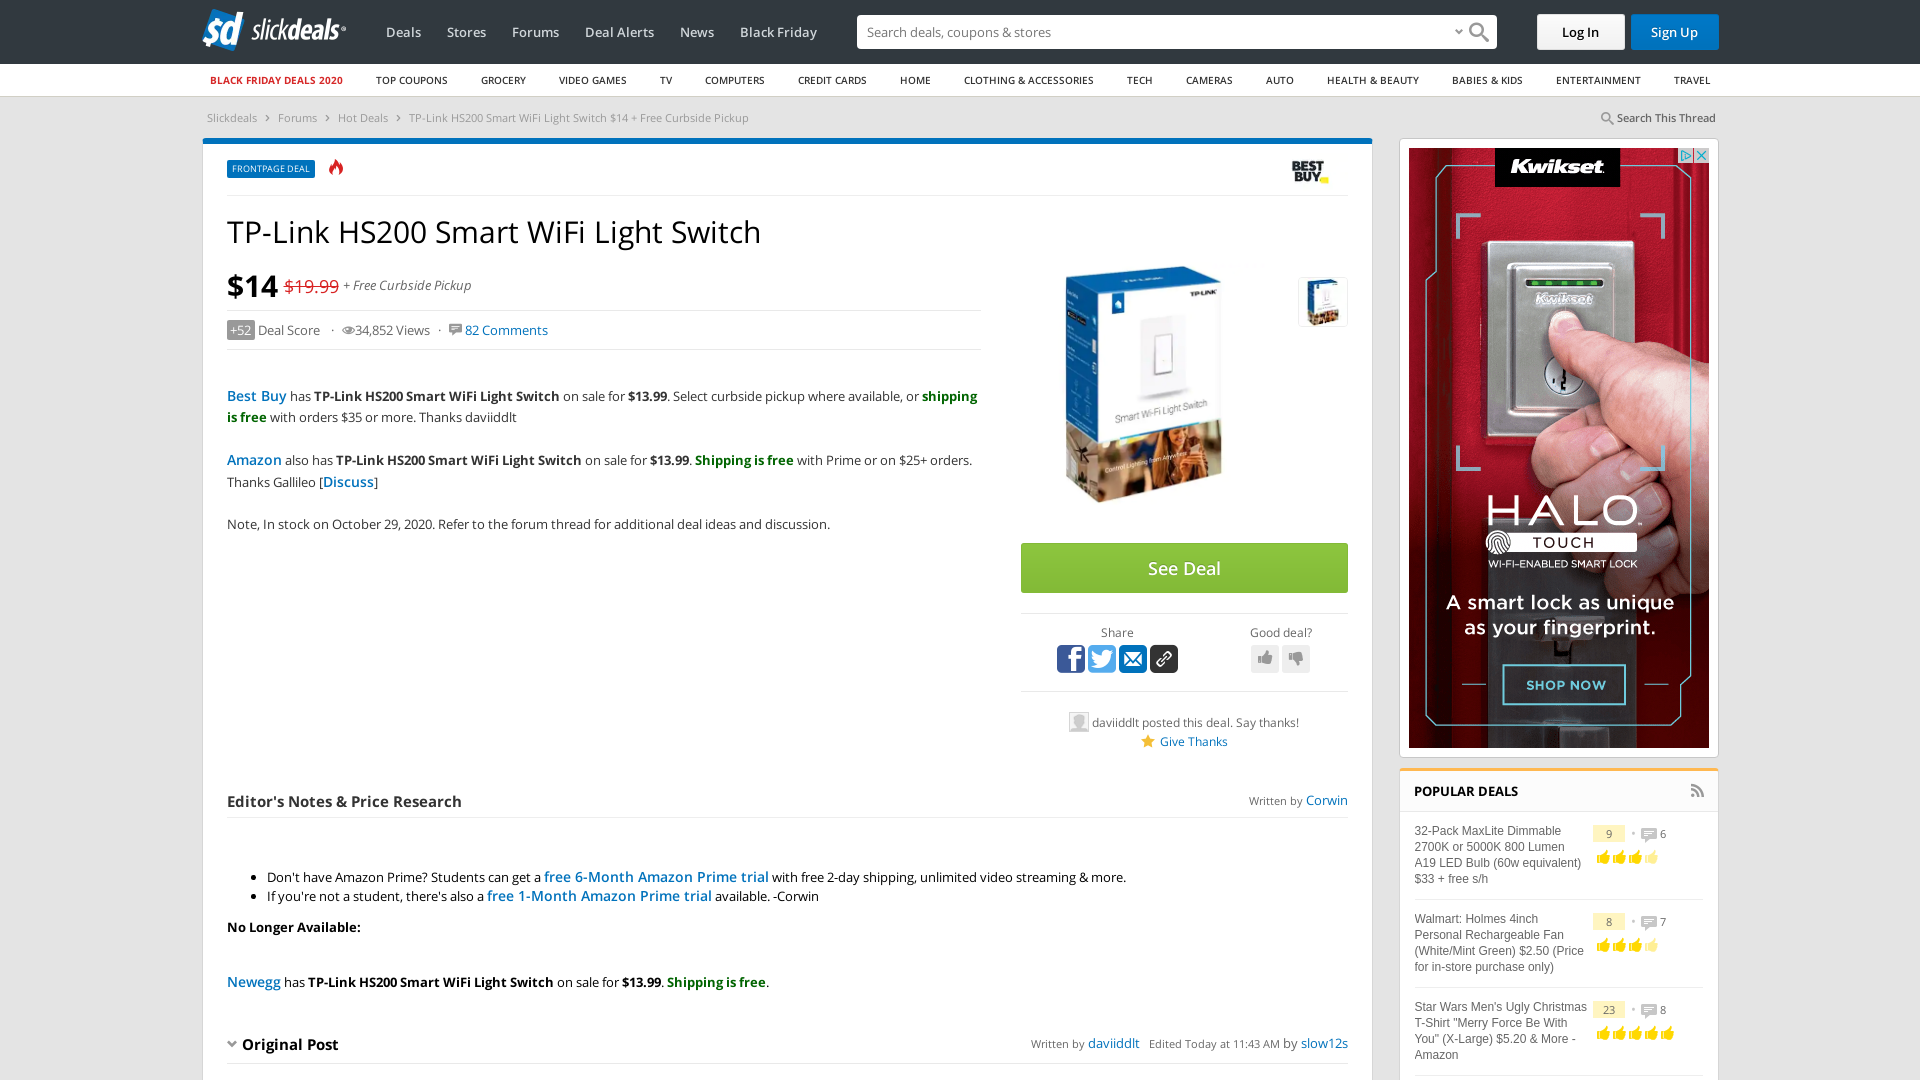 sd slickdeals
Deals Stores Forums Deal Alerts News Black Friday
Search deals, coupons & stores
Log In Sign Up
BLACK FRIDAY DEALS 2020 TOP COUPONS GROCERY VIDEO GAMES TV COMPUTERS CREDIT CARDS HOME CLOTHING & ACCESSORIES TECH CAMERAS AUTO HEALTH & BEAUTY BABIES & KIDS ENTERTAINMENT TRAVEL
Slickdeals › Forums › Hot Deals › TP-Link HS200 Smart WiFi Light Switch $14 + Free Curbside Pickup
Search This Thread
FRONTPAGE DEAL
BEST
BUY
TP-Link HS200 Smart WiFi Light Switch
$14 $19.99 + Free Curbside Pickup
+52 Deal Score · 34,852 Views · 82 Comments
Best Buy has TP-Link HS200 Smart WiFi Light Switch on sale for $13.99. Select curbside pickup where available, or shipping
is free with orders $35 or more. Thanks daviiddlt
Amazon also has TP-Link HS200 Smart WiFi Light Switch on sale for $13.99. Shipping is free with Prime or on $25+ orders.
Thanks Gallileo [Discuss]
Note, In stock on October 29, 2020. Refer to the forum thread for additional deal ideas and discussion.
TP-LINK
Smart Wi-Fi Light Switch
Control Lighting from Anywhere
See Deal
Share
Good deal?
daviiddlt posted this deal. Say thanks!
Give Thanks
Editor's Notes & Price Research
Written by Corwin
• Don't have Amazon Prime? Students can get a free 6-Month Amazon Prime trial with free 2-day shipping, unlimited video streaming & more.
• If you're not a student, there's also a free 1-Month Amazon Prime trial available. -Corwin
No Longer Available:
Newegg has TP-Link HS200 Smart WiFi Light Switch on sale for $13.99. Shipping is free.
Original Post
Written by daviiddlt Edited Today at 11:43 AM by slow12s
Kwikset
Kwikset
HALO
TOUCH
WI-FI-ENABLED SMART LOCK
A smart lock as unique
as your fingerprint.
SHOP NOW
POPULAR DEALS
32-Pack MaxLite Dimmable
2700K or 5000K 800 Lumen
A19 LED Bulb (60w equivalent)
$33 + free s/h
9 • 6
Walmart: Holmes 4inch
Personal Rechargeable Fan
(White/Mint Green) $2.50 (Price
for in-store purchase only)
8 • 7
Star Wars Men's Ugly Christmas
T-Shirt "Merry Force Be With
You" (X-Large) $5.20 & More -
Amazon
23 • 8